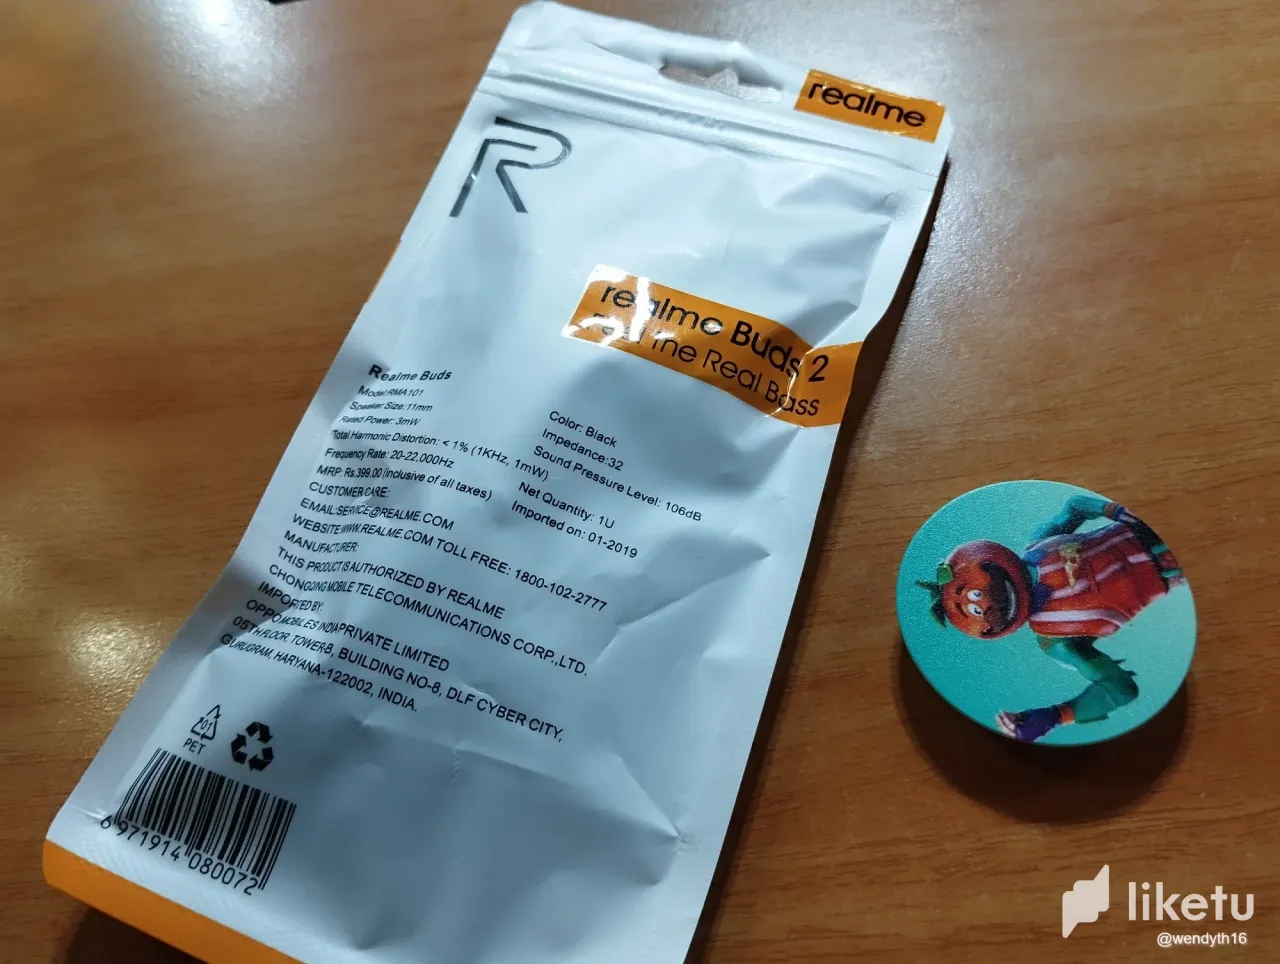 realme
R
realme Buds 2
Feel the Real Bass
Realme Buds
Model:RMA101
Speaker Size:11mm
Rated Power: 3mW
Total Harmonic Distortion: < 1% (1KHz, 1mW)
Frequency Rate: 20-22,000Hz
MRP: Rs.399.00 (inclusive of all taxes)
Color: Black
Impedance:32
Sound Pressure Level: 106dB
Net Quantity: 1U
Imported on: 01-2019
CUSTOMER CARE:
EMAIL:SERVICE@REALME.COM
WEBSITE:WWW.REALME.COM TOLL FREE: 1800-102-2777
MANUFACTURER:
THIS PRODUCT IS AUTHORIZED BY REALME
CHONGQING MOBILE TELECOMMUNICATIONS CORP.,LTD.
IMPORTED BY:
OPPO MOBILES INDIA PRIVATE LIMITED
05TH FLOOR, TOWER-B, BUILDING NO-8, DLF CYBER CITY,
GURUGRAM, HARYANA-122002, INDIA.
01
PET
6 971914 080072
liketu
@wendyth16